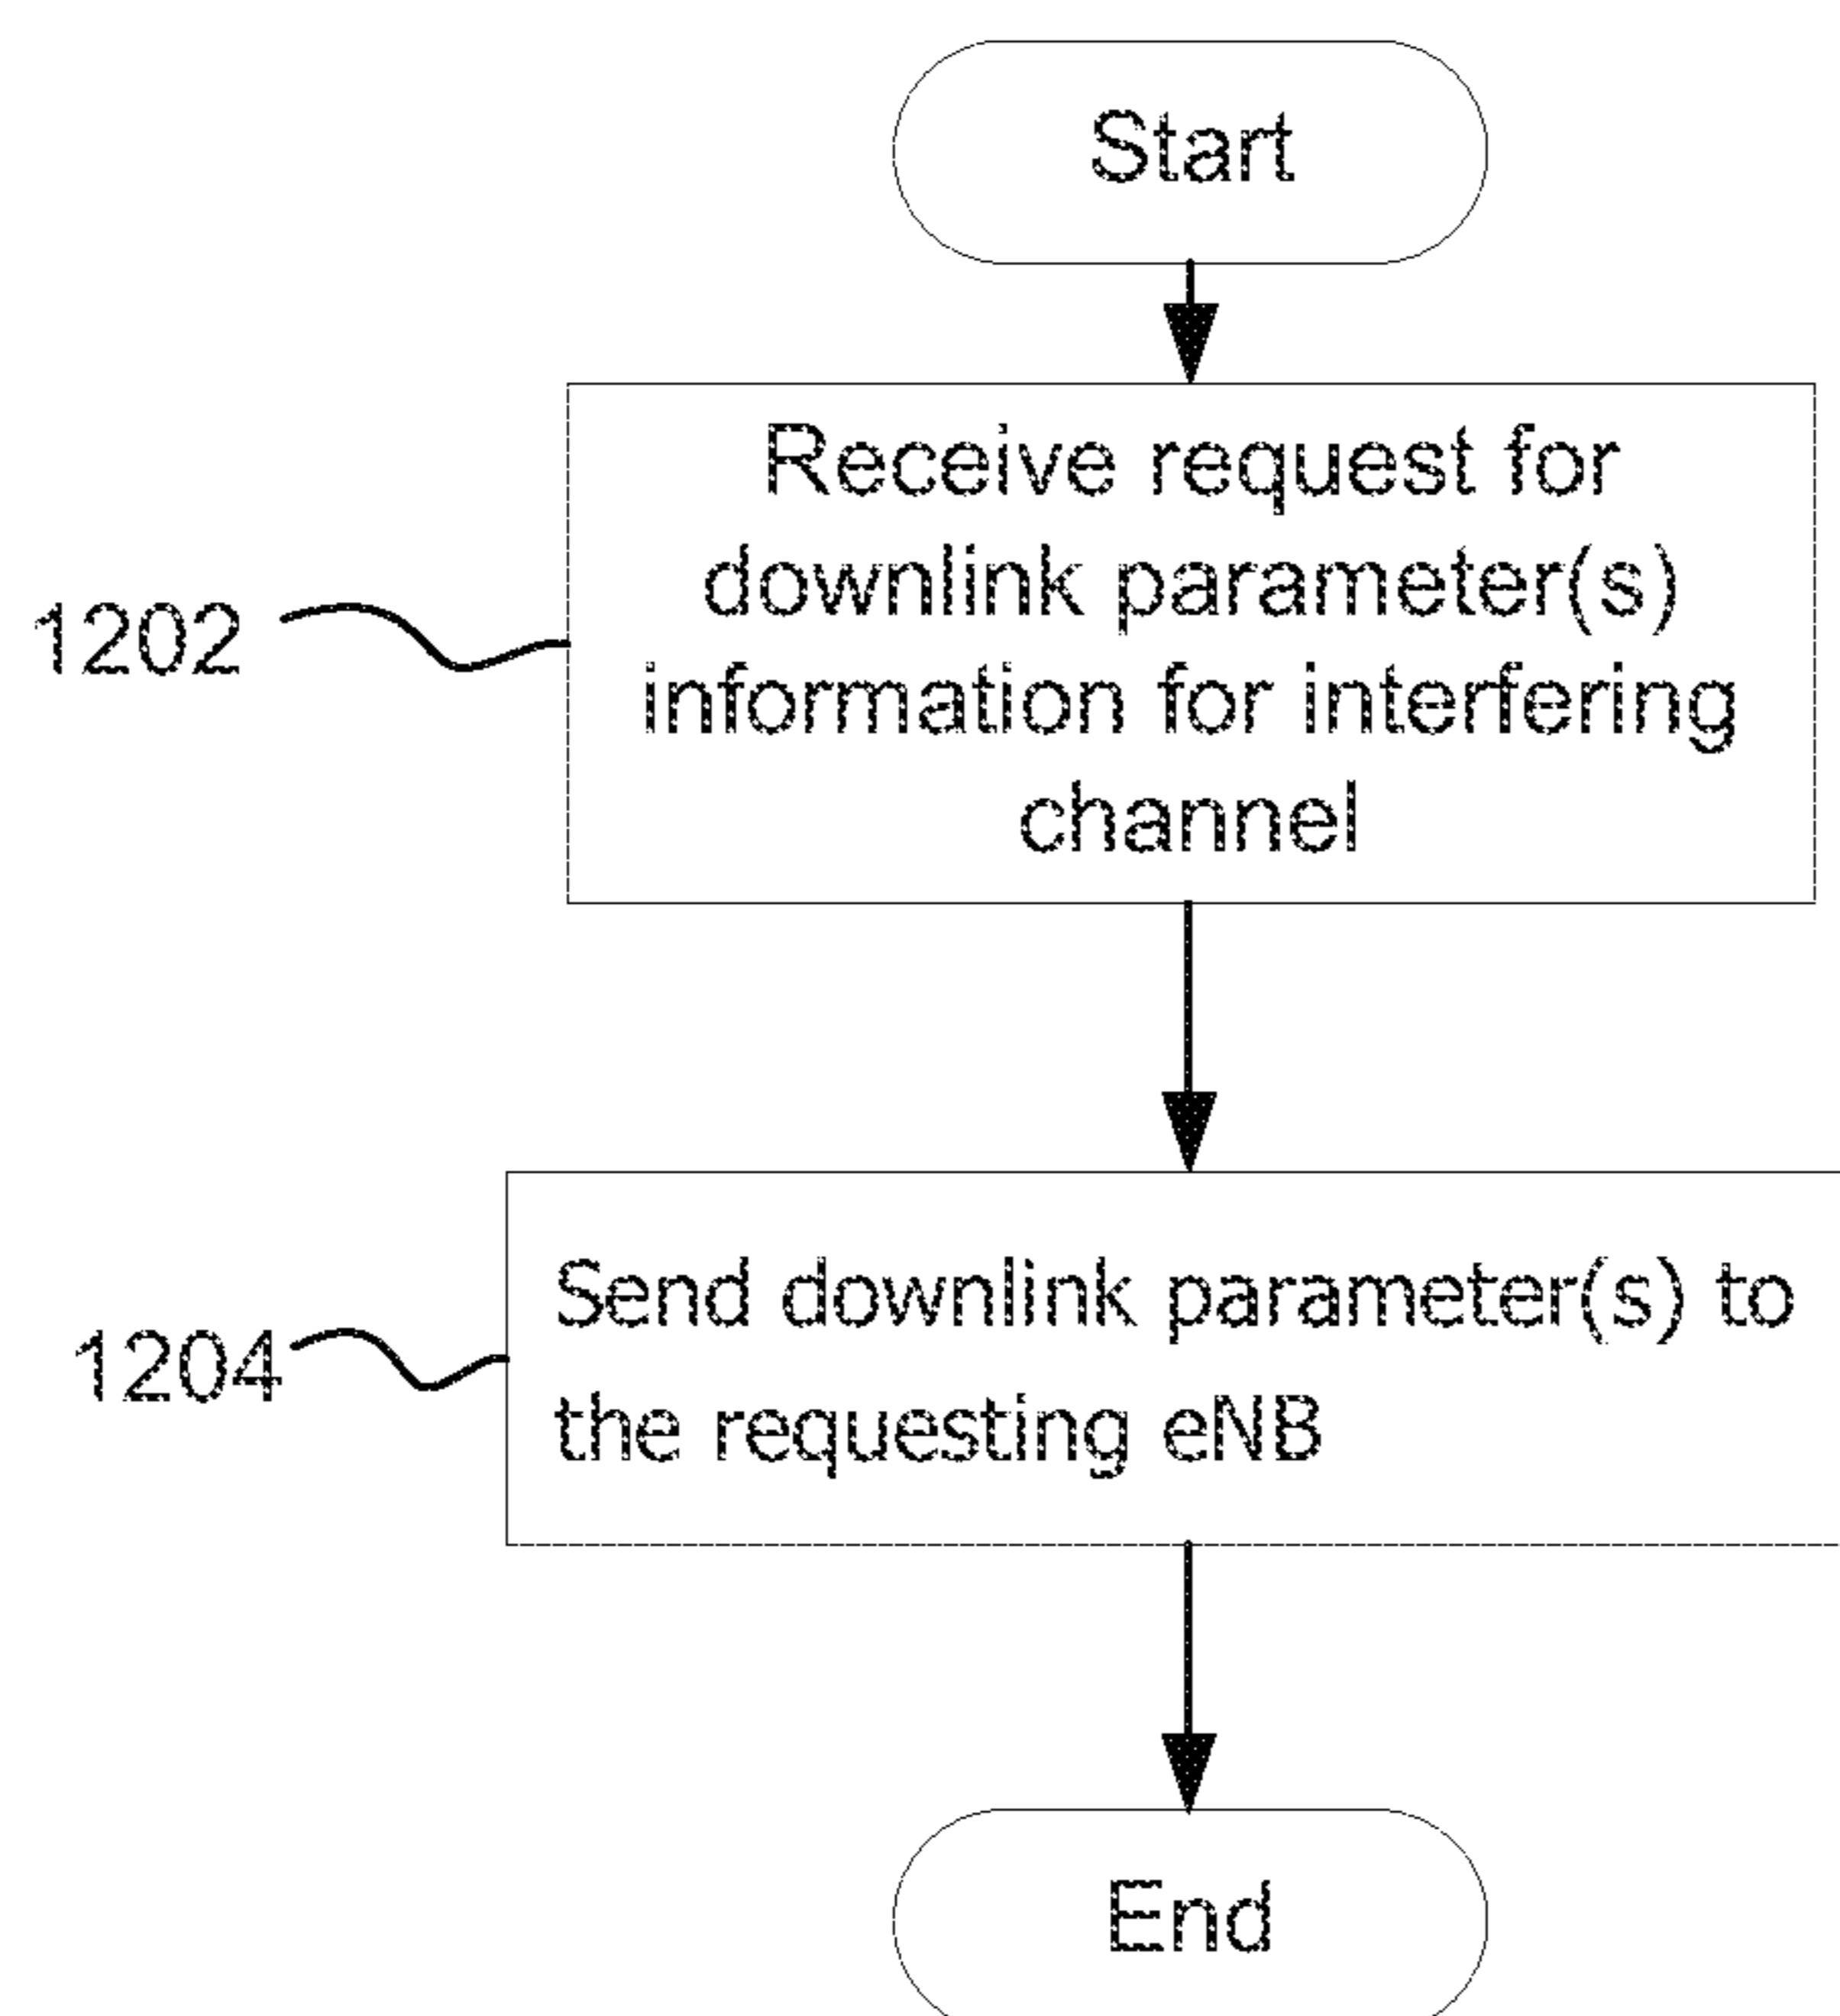 Start
Receive request for
downlink parameter(s)
information for interfering
channel
1202
Send downlink parameter(s) to
the requesting eNB
1204
End